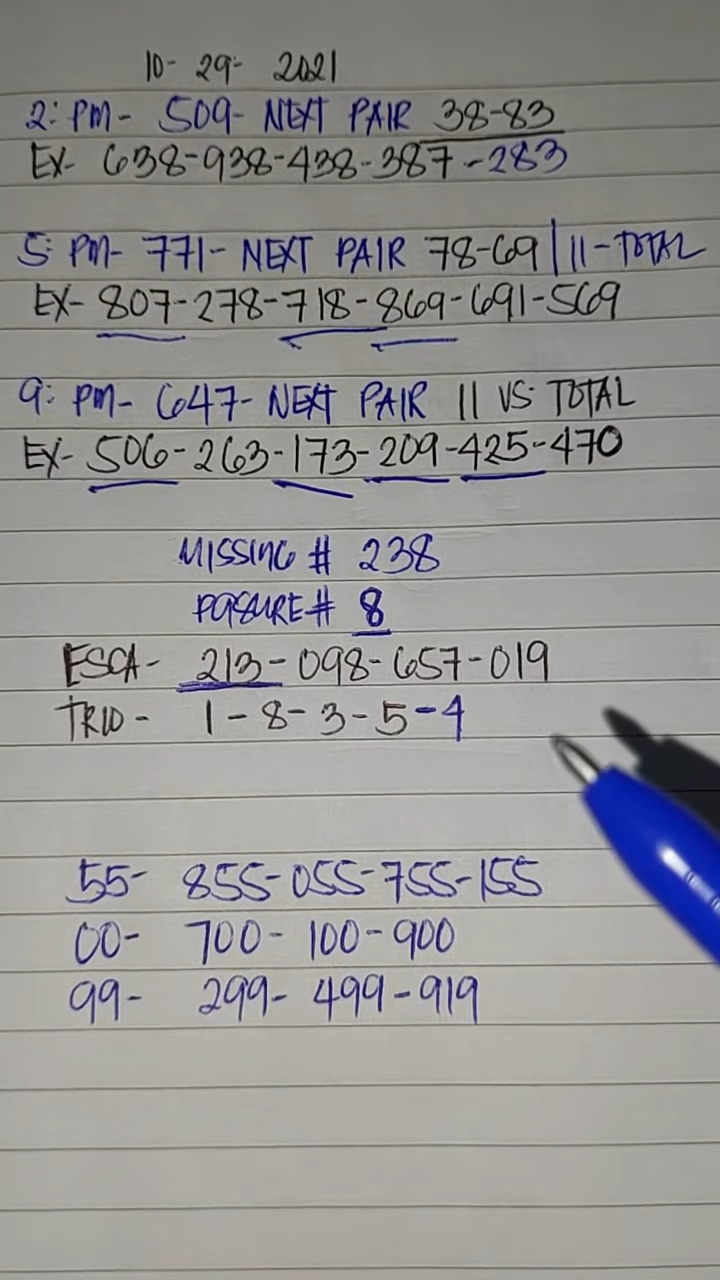 10- 29- 2021
2: PM- 509- NEXT PAIR 38-83
EX- 638-938-438-387-283
5: PM- 771- NEXT PAIR 78-69 | 11-TOTAL
EX- 807-278-718-869-691-569
9: PM- 647- NEXT PAIR 11 VS TOTAL
EX- 506-263-173-209-425-470
MISSING # 238
PASURE# 8
ESCA- 213-098-657-019
TRIO- 1-8-3-5-4
55- 855-055-755-155
00- 700-100-900
99- 299-499-919